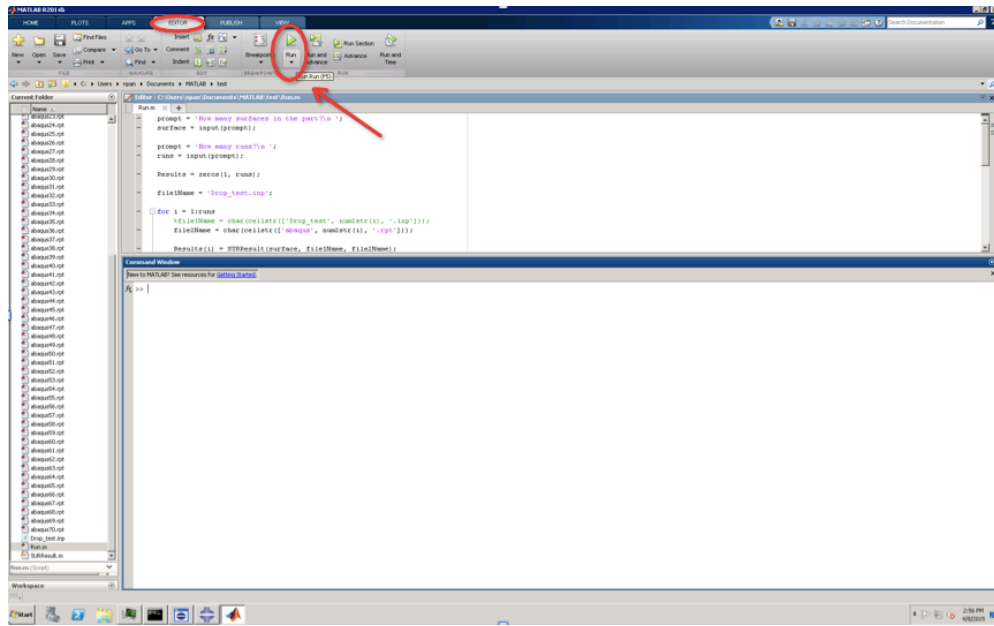 MATLAB R2014b
HOME PLOTS APPS EDITOR PUBLISH VIEW
Search Documentation
New Open Save Find Files Compare Print
Go To Find
Insert Comment Indent
Breakpoints
Run
Run and Advance
Run Section
Advance
Run and Time
FILE NAVIGATE EDIT BREAKPOINTS RUN
Run Run (F5)
C: Users npan Documents MATLAB test
Current Folder
Name
abaqus23.rpt
abaqus24.rpt
abaqus25.rpt
abaqus26.rpt
abaqus27.rpt
abaqus28.rpt
abaqus29.rpt
abaqus30.rpt
abaqus31.rpt
abaqus32.rpt
abaqus33.rpt
abaqus34.rpt
abaqus35.rpt
abaqus36.rpt
abaqus37.rpt
abaqus38.rpt
abaqus39.rpt
abaqus40.rpt
abaqus41.rpt
abaqus42.rpt
abaqus43.rpt
abaqus44.rpt
abaqus45.rpt
abaqus46.rpt
abaqus47.rpt
abaqus48.rpt
abaqus49.rpt
abaqus50.rpt
abaqus51.rpt
abaqus52.rpt
abaqus53.rpt
abaqus54.rpt
abaqus55.rpt
abaqus56.rpt
abaqus57.rpt
abaqus58.rpt
abaqus59.rpt
abaqus60.rpt
abaqus61.rpt
abaqus62.rpt
abaqus63.rpt
abaqus64.rpt
abaqus65.rpt
abaqus66.rpt
abaqus67.rpt
abaqus68.rpt
abaqus69.rpt
abaqus70.rpt
Drop_test.inp
Run.m
SURResult.m
Run.m (Script)
Workspace
Editor - C:\Users\npan\Documents\MATLAB\test\Run.m
Run.m
prompt = 'How many surfaces in the part?\n ';
surface = input(prompt);
prompt = 'How many runs?\n ';
runs = input(prompt);
Results = zeros(1, runs);
file1Name = 'Drop_test.inp';
for i = 1:runs
%file1Name = char(cellstr(['Drop_test', num2str(i), '.inp']));
file2Name = char(cellstr(['abaqus', num2str(i), '.rpt']));
Results(i) = SURResult(surface, file1Name, file2Name);
Command Window
New to MATLAB? See resources for Getting Started.
fx >>
Start
2:56 PM
4/8/2005